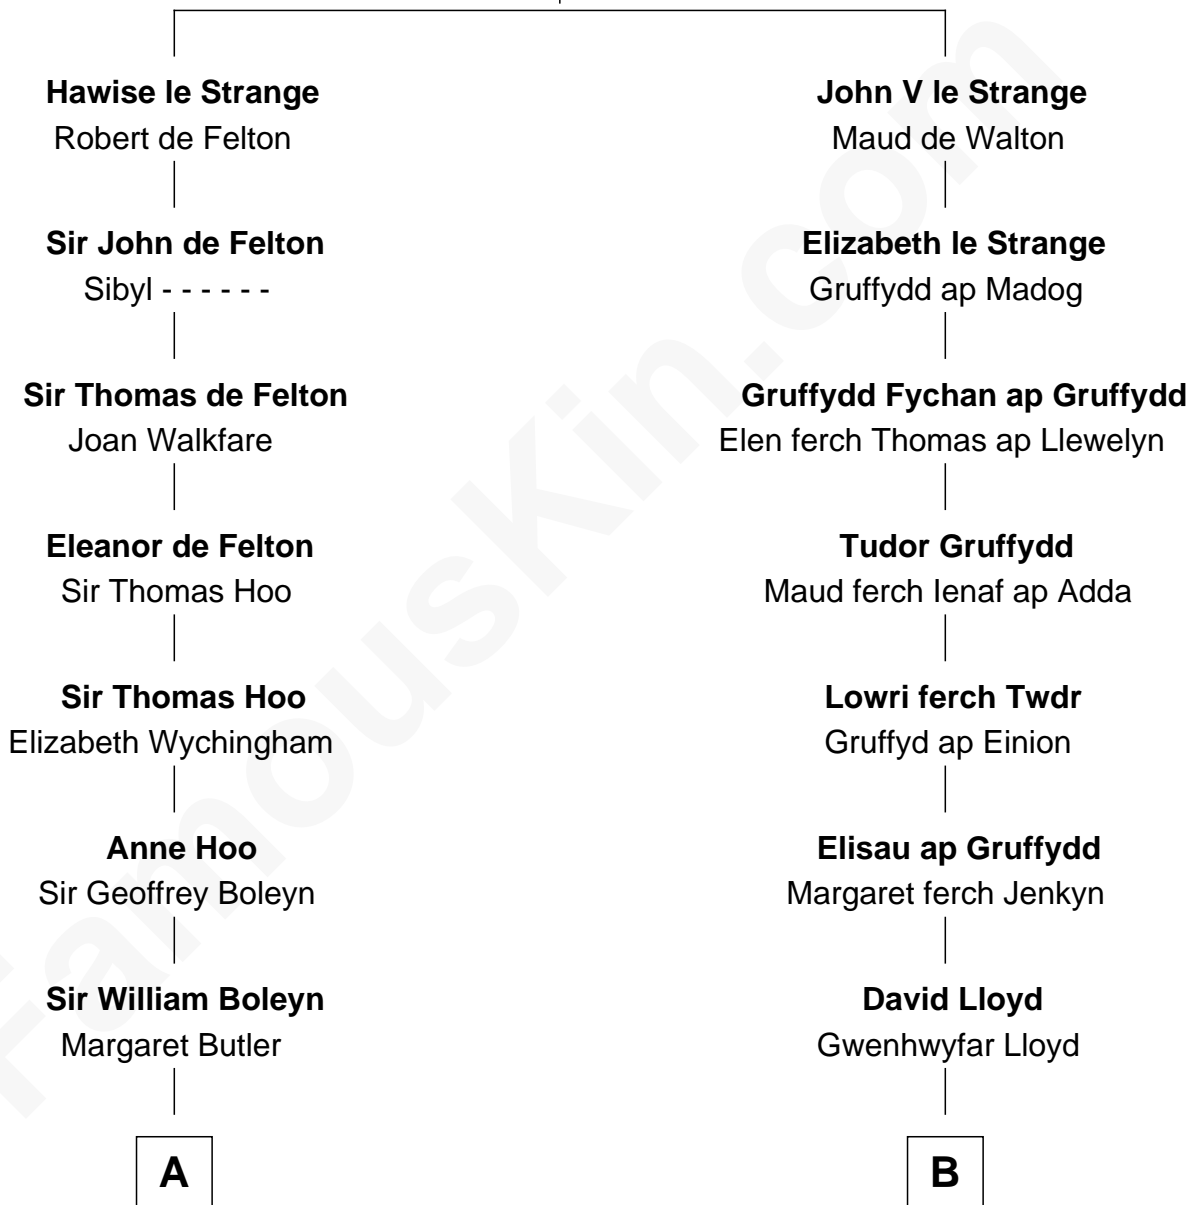 Hawise le Strange
Robert de Felton
Sir John de Felton
Sibyl - - - - - -
Sir Thomas de Felton
Joan Walkfare
Eleanor de Felton
Sir Thomas Hoo
Sir Thomas Hoo
Elizabeth Wychingham
Anne Hoo
Sir Geoffrey Boleyn
Sir William Boleyn
Margaret Butler
A
John V le Strange
Maud de Walton
Elizabeth le Strange
Gruffydd ap Madog
Gruffydd Fychan ap Gruffydd
Elen ferch Thomas ap Llewelyn
Tudor Gruffydd
Maud ferch Ienaf ap Adda
Lowri ferch Twdr
Gruffyd ap Einion
Elisau ap Gruffydd
Margaret ferch Jenkyn
David Lloyd
Gwenhwyfar Lloyd
B
FamousKin.com